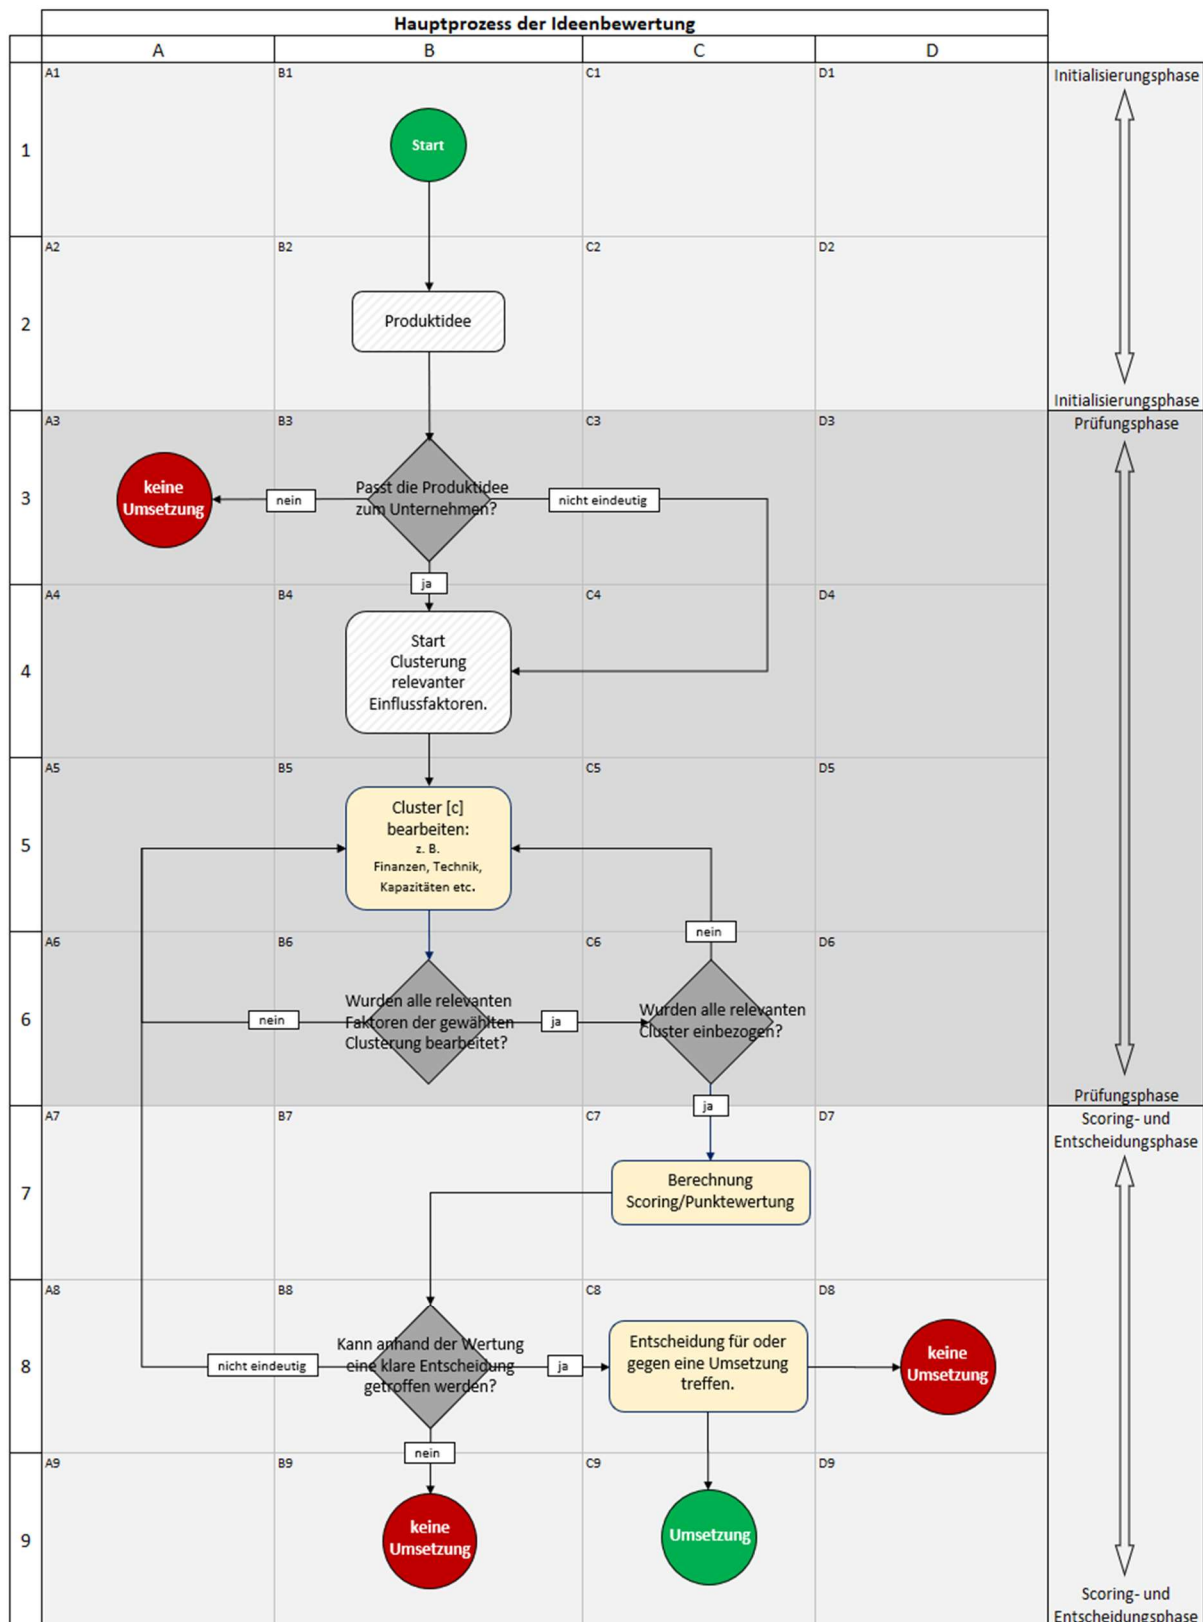 Hauptprozess der Ideenbewertung
A B C D
A1 B1 C1 D1
Initialisierungsphase
1
Start
A2 B2 C2 D2
2
Produktidee
Initialisierungsphase
A3 B3 C3 D3
Prüfungsphase
3
keine
Umsetzung
nein
Passt die Produktidee
zum Unternehmen?
nicht eindeutig
ja
A4 B4 C4 D4
4
Start
Clusterung
relevanter
Einflussfaktoren.
A5 B5 C5 D5
5
Cluster [c]
bearbeiten:
z. B.
Finanzen, Technik,
Kapazitäten etc.
nein
A6 B6 C6 D6
6
nein
Wurden alle relevanten
Faktoren der gewählten
Clusterung bearbeitet?
ja
Wurden alle relevanten
Cluster einbezogen?
Prüfungsphase
ja
A7 B7 C7 D7
Scoring- und
Entscheidungsphase
7
Berechnung
Scoring/Punktewertung
A8 B8 C8 D8
8
nicht eindeutig
Kann anhand der Wertung
eine klare Entscheidung
getroffen werden?
ja
Entscheidung für oder
gegen eine Umsetzung
treffen.
keine
Umsetzung
nein
A9 B9 C9 D9
9
keine
Umsetzung
Umsetzung
Scoring- und
Entscheidungsphase